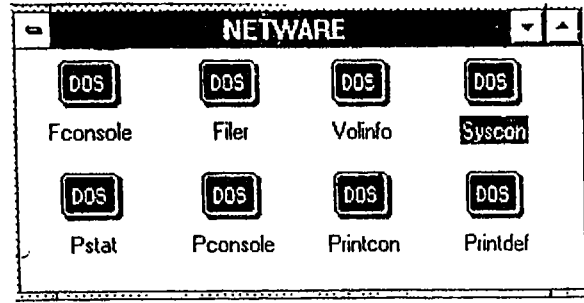 NETWARE
DOS DOS DOS DOS
Fconsole Filer Volinfo Syscon
DOS DOS DOS DOS
Pstat Pconsole Printcon Printdef